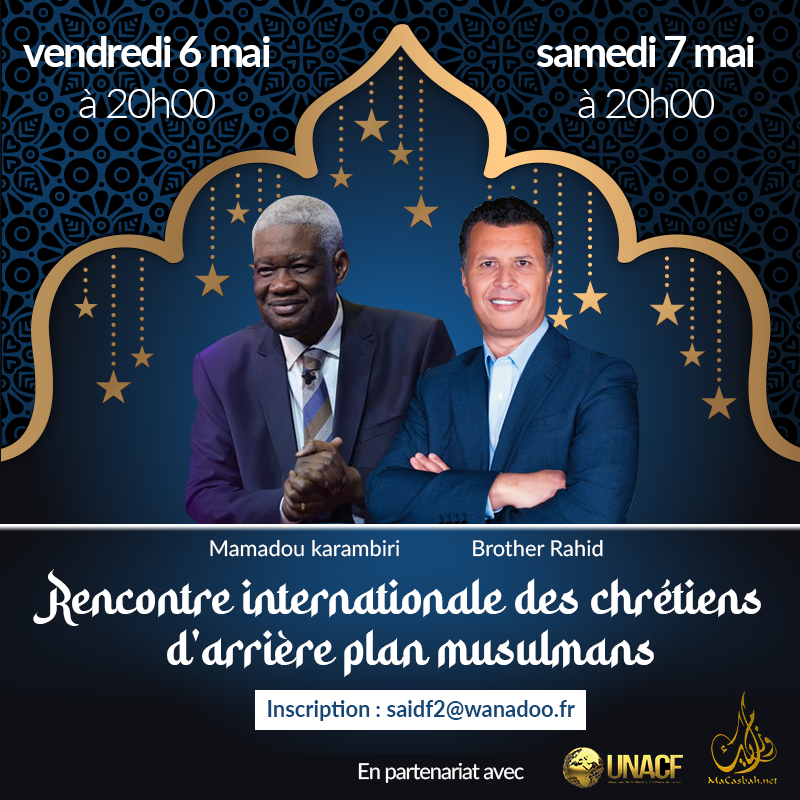 vendredi 6 mai
à 20h00
samedi 7 mai
à 20h00
Mamadou karambiri
Brother Rahid
Rencontre internationale des chrétiens
d'arrière plan musulmans
Inscription : saidf2@wanadoo.fr
En partenariat avec
UNACF
MaCasbah.net